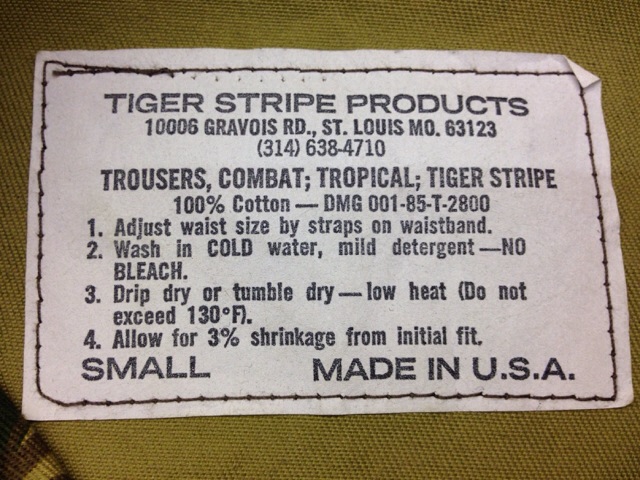 TIGER STRIPE PRODUCTS
10006 GRAVOIS RD., ST. LOUIS MO. 63123
(314) 638-4710
TROUSERS, COMBAT; TROPICAL; TIGER STRIPE
100% Cotton — DMG 001-85-T-2800
1. Adjust waist size by straps on waistband.
2. Wash in COLD water, mild detergent—NO
BLEACH.
3. Drip dry or tumble dry—low heat (Do not
exceed 130°F).
4. Allow for 3% shrinkage from initial fit.
SMALL MADE IN U.S.A.